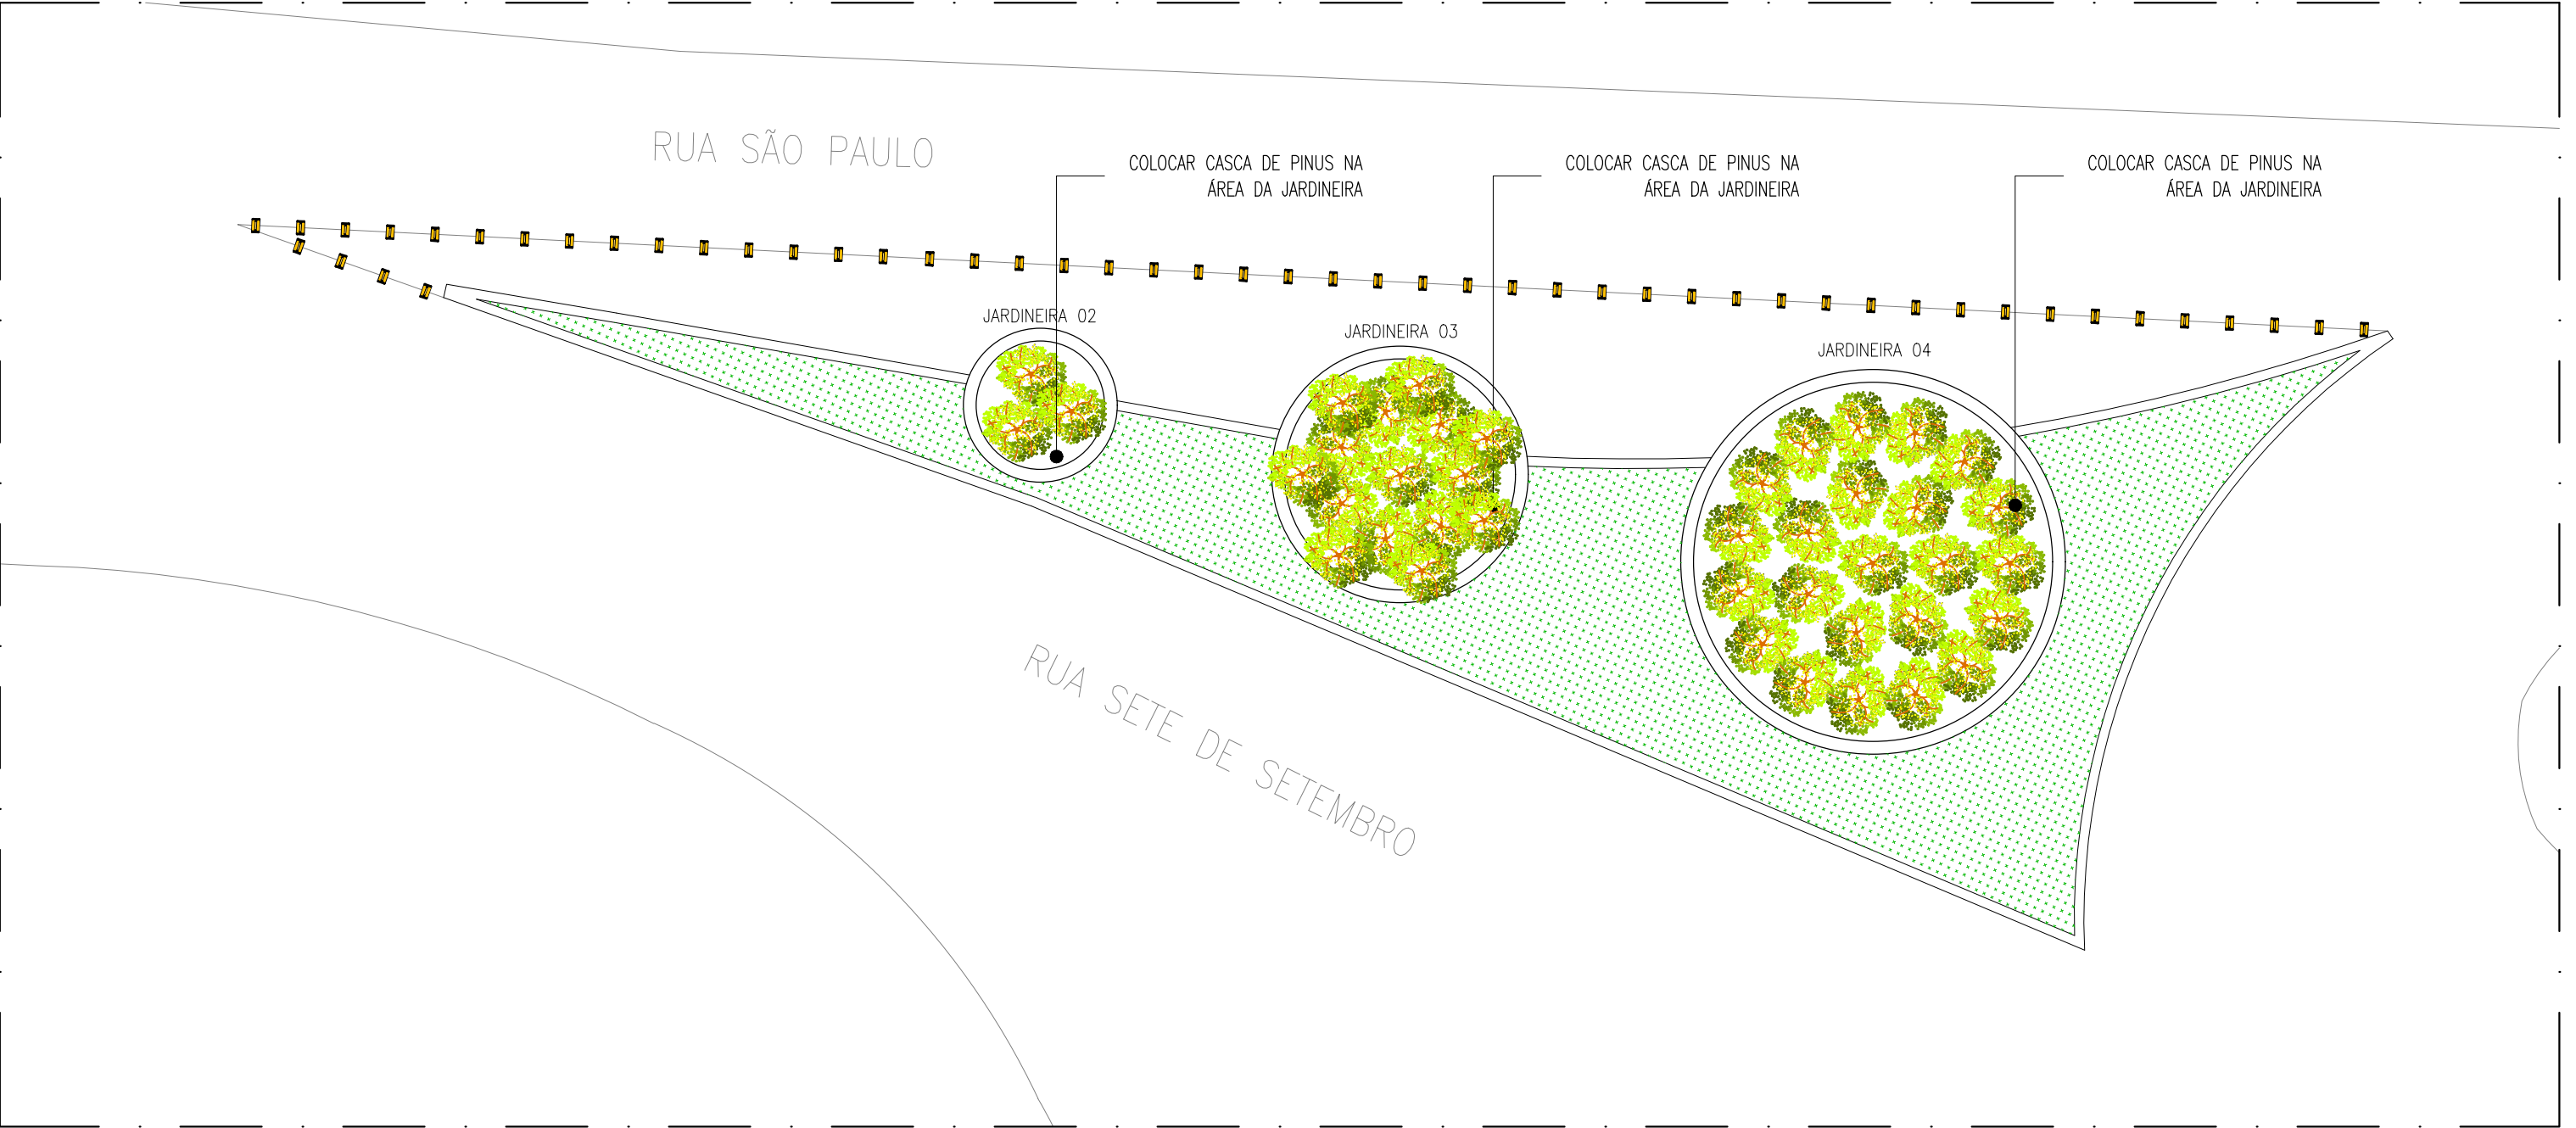 RUA SÃO PAULO
COLOCAR CASCA DE PINUS NA
ÁREA DA JARDINEIRA
COLOCAR CASCA DE PINUS NA
ÁREA DA JARDINEIRA
COLOCAR CASCA DE PINUS NA
ÁREA DA JARDINEIRA
JARDINEIRA 02
JARDINEIRA 03
JARDINEIRA 04
RUA SETE DE SETEMBRO